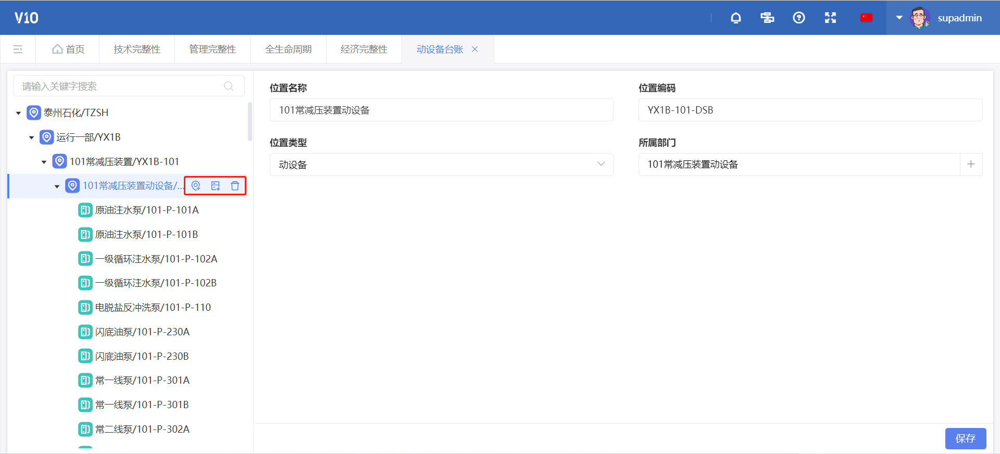 V10
supadmin
首页
技术完整性
管理完整性
全生命周期
经济完整性
动设备台账
请输入关键字搜索
泰州石化/TZSH
运行一部/YX1B
101常减压装置/YX1B-101
101常减压装置动设备/...
原油注水泵/101-P-101A
原油注水泵/101-P-101B
一级循环注水泵/101-P-102A
一级循环注水泵/101-P-102B
电脱盐反冲洗泵/101-P-110
闪底油泵/101-P-230A
闪底油泵/101-P-230B
常一线泵/101-P-301A
常一线泵/101-P-301B
常二线泵/101-P-302A
位置名称
101常减压装置动设备
位置编码
YX1B-101-DSB
位置类型
动设备
所属部门
101常减压装置动设备
保存